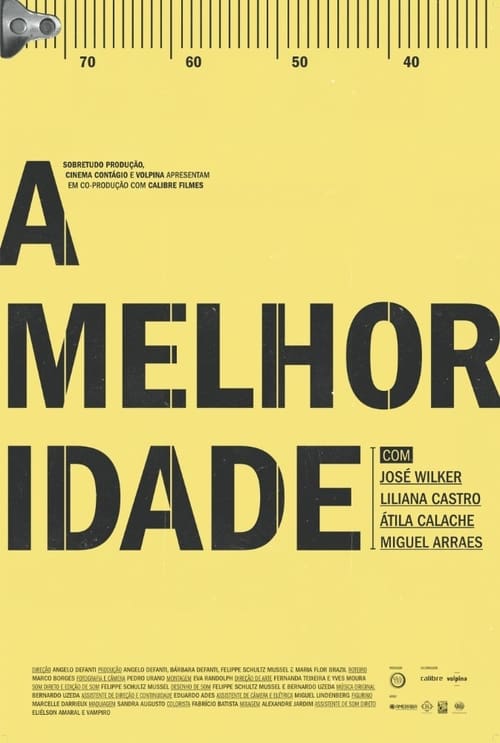 70 60 50 40
SOBRETUDO PRODUÇÃO,
CINEMA CONTÁGIO E VOLPINA APRESENTAM
EM CO-PRODUÇÃO COM CALIBRE FILMES
A
MELHOR
IDADE
COM
JOSÉ WILKER
LILIANA CASTRO
ÁTILA CALACHE
MIGUEL ARRAES
DIREÇÃO ANGELO DEFANTI PRODUÇÃO ANGELO DEFANTI, BÁRBARA DEFANTI, FELIPPE SCHULTZ MUSSEL E MARIA FLOR BRAZIL ROTEIRO
MARCO BORGES FOTOGRAFIA E CÂMERA PEDRO URANO MONTAGEM EVA RANDOLPH DIREÇÃO DE ARTE FERNANDA TEIXEIRA E YVES MOURA
SOM DIRETO E EDIÇÃO DE SOM FELIPPE SCHULTZ MUSSEL DESENHO DE SOM FELIPPE SCHULTZ MUSSEL E BERNARDO UZEDA MÚSICA ORIGINAL
BERNARDO UZEDA ASSISTENTE DE DIREÇÃO E CONTINUIDADE EDUARDO ADES ASSISTENTE DE CÂMERA E ELÉTRICA MIGUEL LINDENBERG FIGURINO
MARCELLE DARRIEUX MAQUIAGEM SANDRA AUGUSTO COLORISTA FABRÍCIO BATISTA MIXAGEM ALEXANDRE JARDIM ASSISTENTE DE SOM DIRETO
ELIÉLSON AMARAL E VAMPIRO
calibre volpina